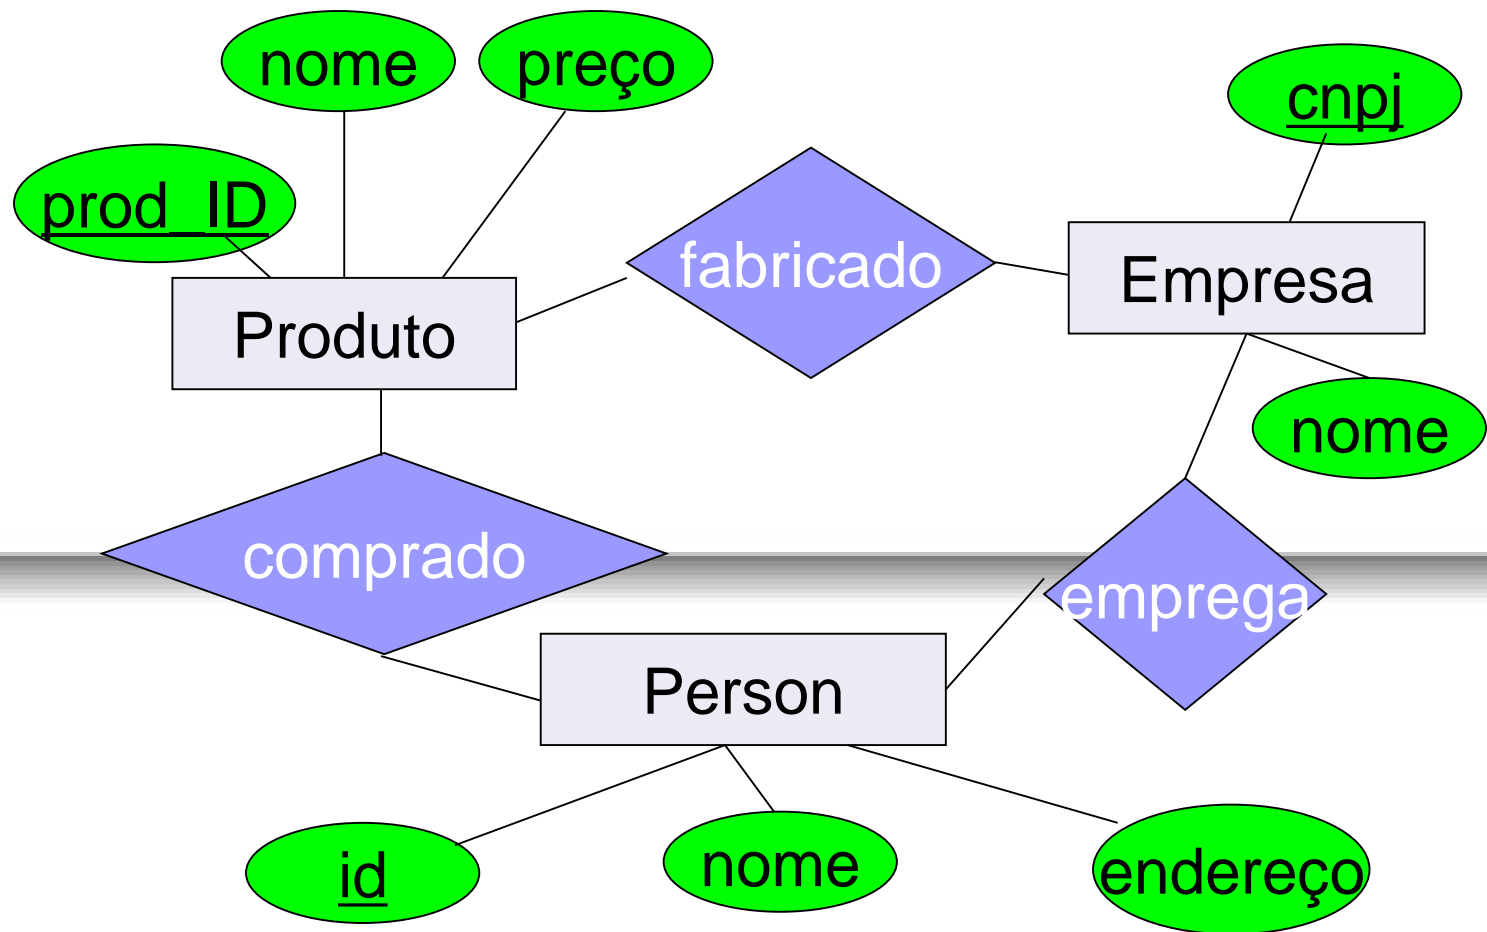 nome
preço
cnpj
prod_ID
fabricado
Empresa
Produto
nome
comprado
emprega
Person
id
nome
endereço